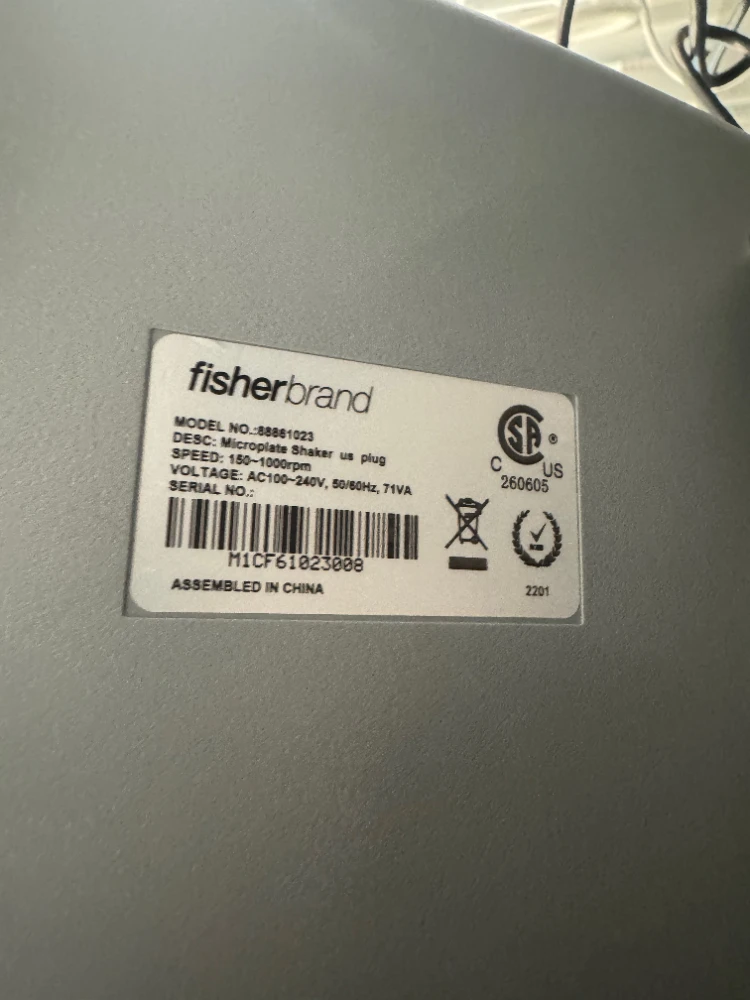 fisherbrand
MODEL NO.:88861023
DESC: Microplate Shaker us plug
SPEED: 150~1000rpm
VOLTAGE: AC100~240V, 50/60Hz, 71VA
SERIAL NO.:
M1CF61023008
ASSEMBLED IN CHINA
SA ®
C US
260605
2201